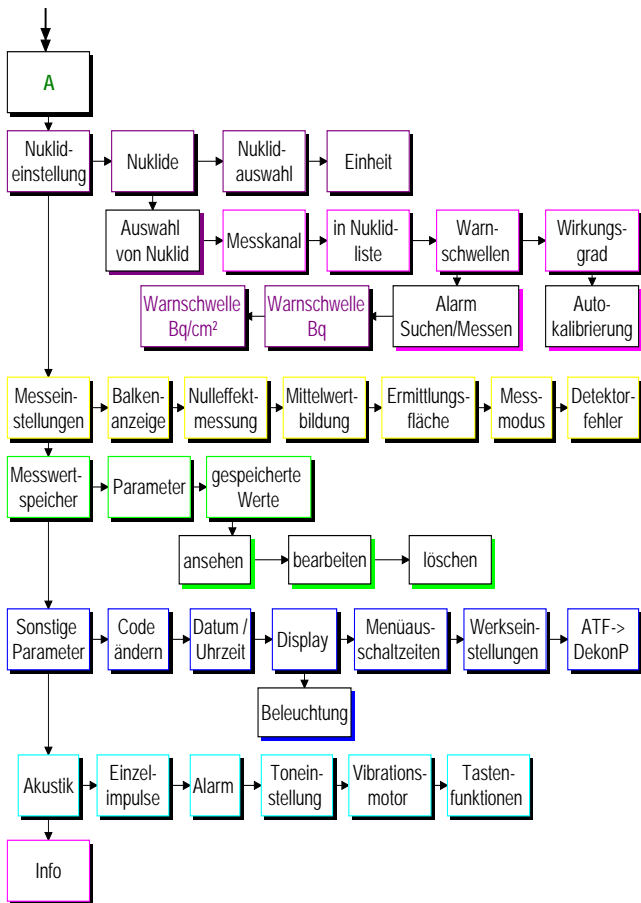 A
Nuklid-
einstellung
Nuklide
Nuklid-
auswahl
Einheit
Auswahl
von Nuklid
Messkanal
in Nuklid-
liste
Warn-
schwellen
Wirkungs-
grad
Warnschwelle
Bq/cm²
Warnschwelle
Bq
Alarm
Suchen/Messen
Auto-
kalibrierung
Messein-
stellungen
Balken-
anzeige
Nulleffekt-
messung
Mittelwert-
bildung
Ermittlungs-
fläche
Mess-
modus
Detektor-
fehler
Messwert-
speicher
Parameter
gespeicherte
Werte
ansehen
bearbeiten
löschen
Sonstige
Parameter
Code
ändern
Datum /
Uhrzeit
Display
Menüaus-
schaltzeiten
Werksein-
stellungen
ATF->
DekonP
Beleuchtung
Akustik
Einzel-
impulse
Alarm
Tonein-
stellung
Vibrations-
motor
Tasten-
funktionen
Info